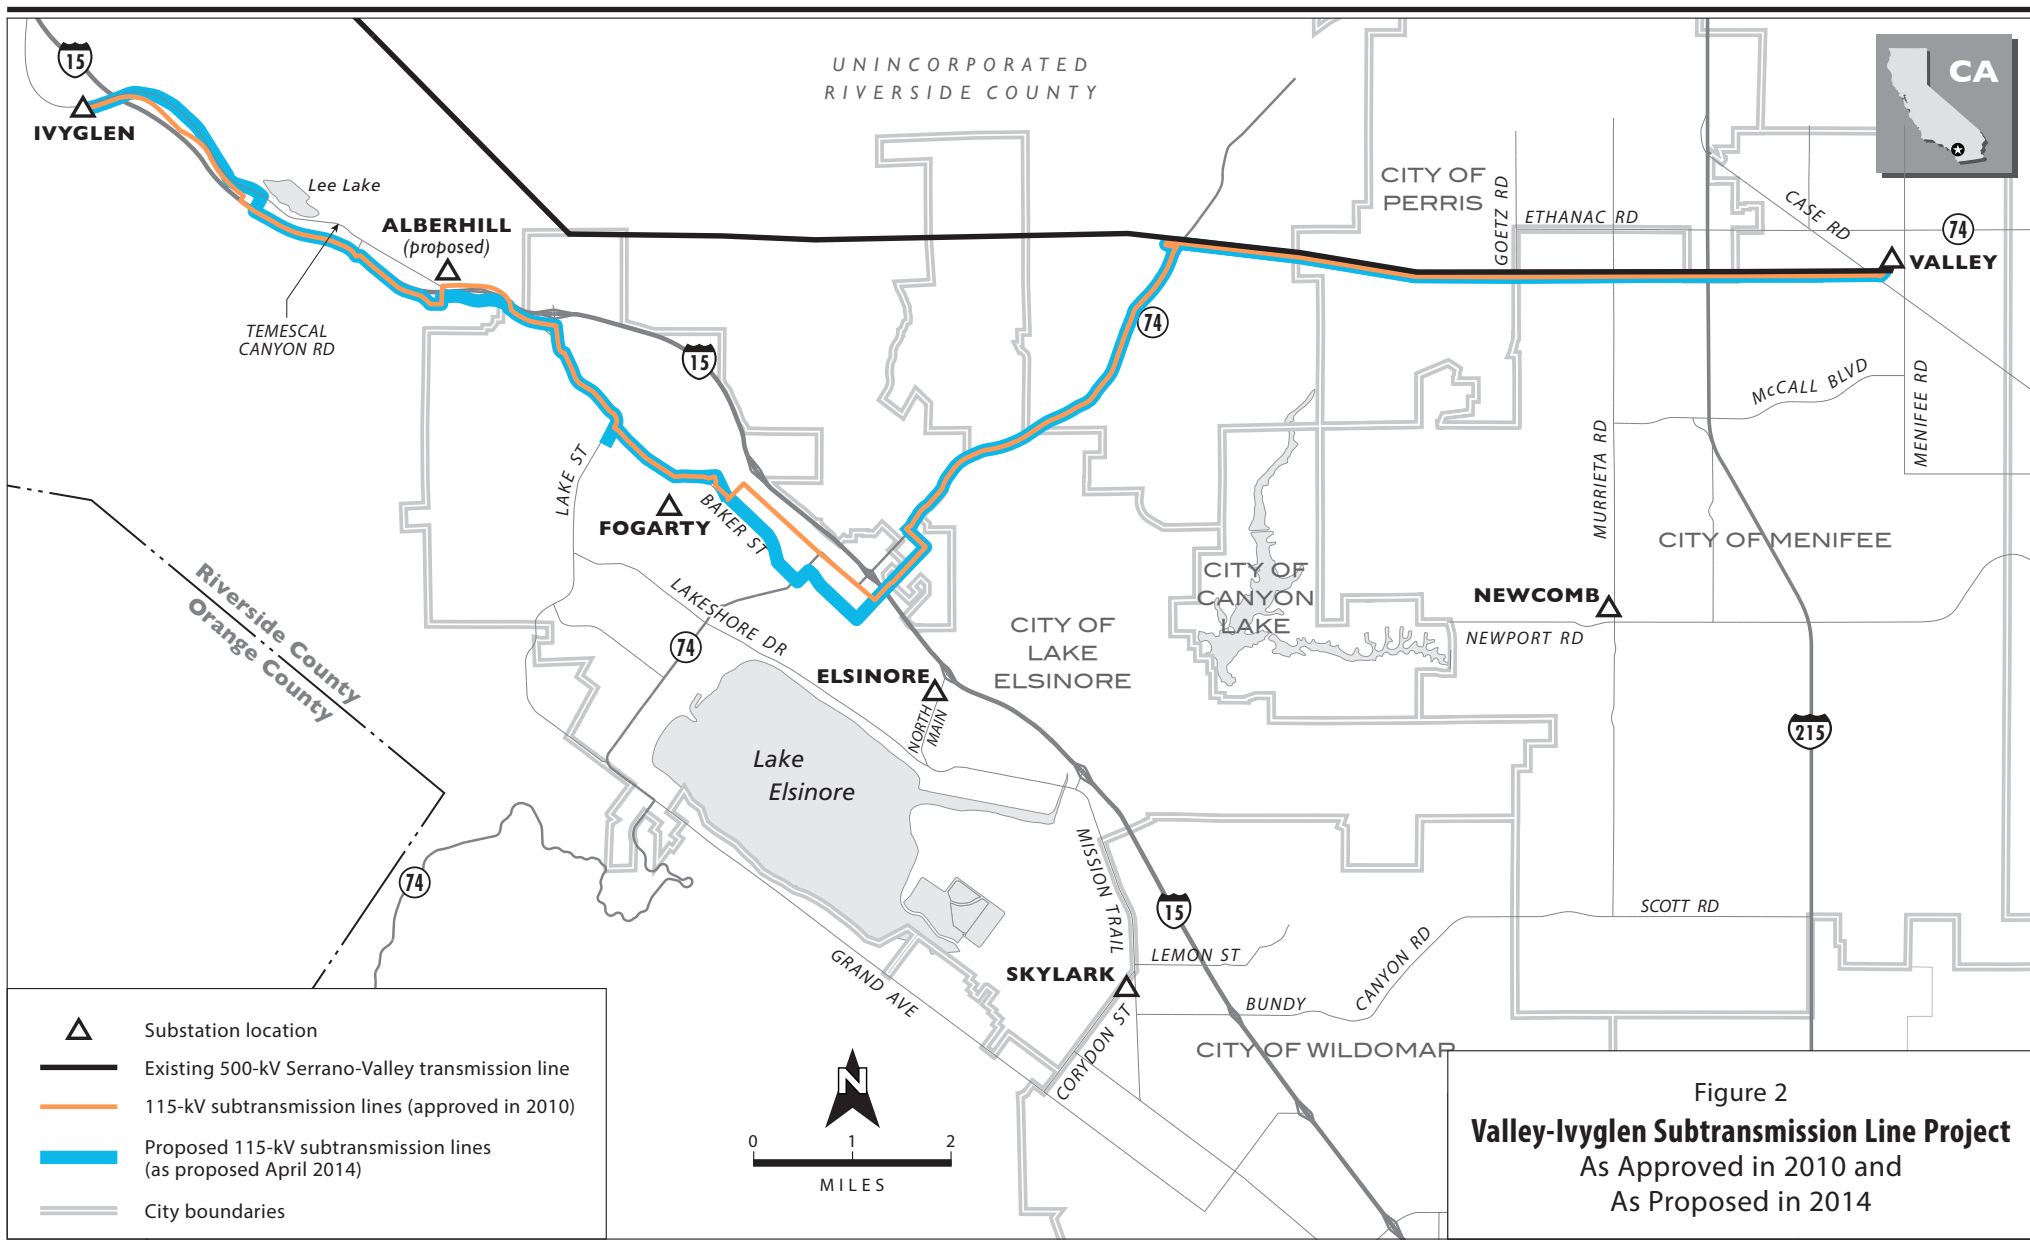 UNINCORPORATED
RIVERSIDE COUNTY
CA
15
IVYGLEN
Lee Lake
ALBERHILL
(proposed)
TEMESCAL
CANYON RD
CITY OF
PERRIS
GOETZ RD
ETHANAC RD
CASE RD
74
VALLEY
74
15
McCALL BLVD
MENIFEE RD
MURRIETA RD
LAKE ST
FOGARTY
BAKER ST
CITY OF MENIFEE
Riverside County
Orange County
LAKESHORE DR
74
CITY OF
CANYON
LAKE
NEWCOMB
NEWPORT RD
CITY OF
LAKE
ELSINORE
ELSINORE
NORTH
MAIN
215
Lake
Elsinore
MISSION TRAIL
74
15
SCOTT RD
LEMON ST
CANYON RD
SKYLARK
GRAND AVE
BUNDY
CORYDON ST
CITY OF WILDOMAR
Substation location
Existing 500-kV Serrano-Valley transmission line
115-kV subtransmission lines (approved in 2010)
Proposed 115-kV subtransmission lines
(as proposed April 2014)
City boundaries
N
0 1 2
MILES
Figure 2
Valley-Ivyglen Subtransmission Line Project
As Approved in 2010 and
As Proposed in 2014